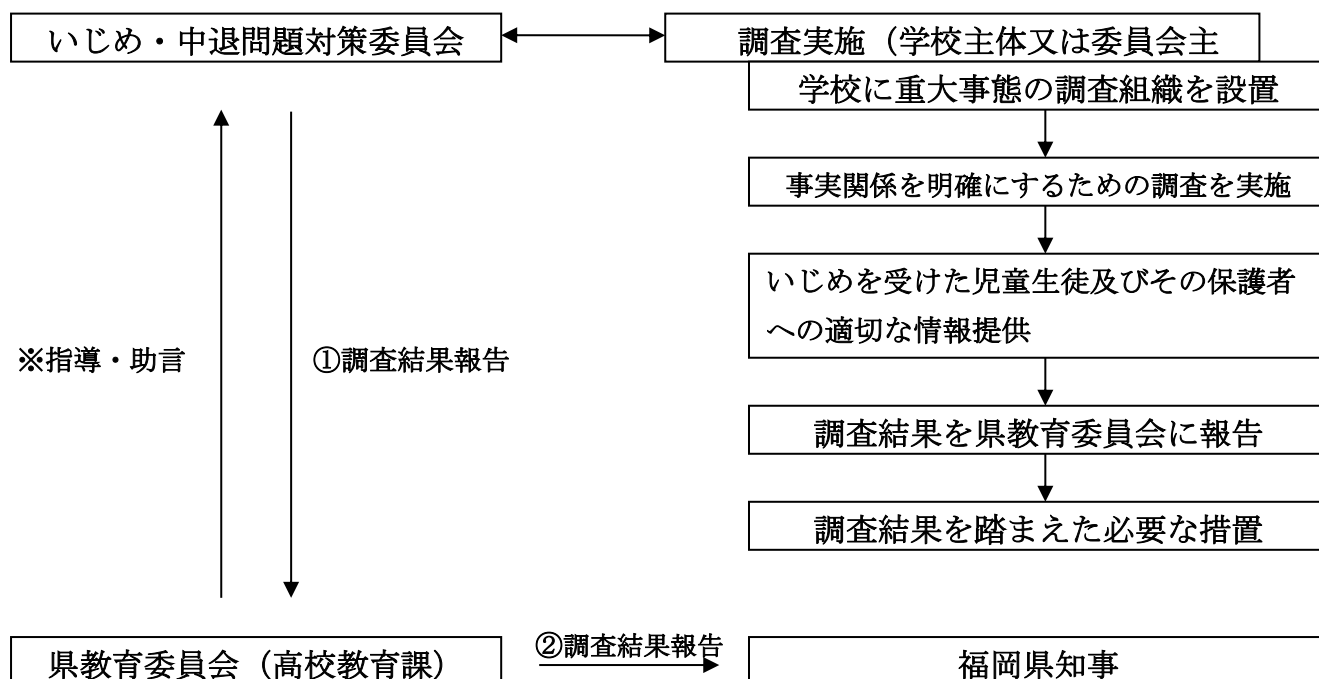 いじめ・中退問題対策委員会
調査実施（学校主体又は委員会主
学校に重大事態の調査組織を設置
事実関係を明確にするための調査を実施
いじめを受けた児童生徒及びその保護者
への適切な情報提供
※指導・助言
①調査結果報告
調査結果を県教育委員会に報告
調査結果を踏まえた必要な措置
県教育委員会（高校教育課）
②調査結果報告
福岡県知事